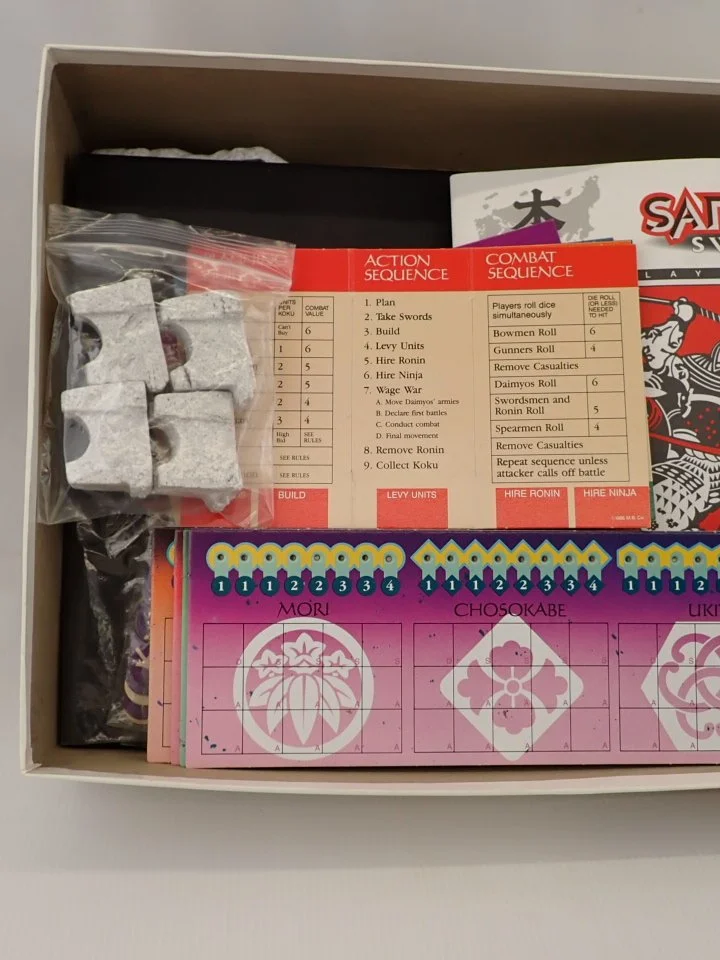 木
SA
S
LAY
ACTION
SEQUENCE
1. Plan
2. Take Swords
3. Build
4. Levy Units
5. Hire Ronin
6. Hire Ninja
7. Wage War
A. Move Daimyos' armies
B. Declare first battles
C. Conduct combat
D. Final movement
8. Remove Ronin
9. Collect Koku
COMBAT
SEQUENCE
Players roll dice
simultaneously
DIE ROLL
(OR LESS)
NEEDED
TO HIT
Bowmen Roll 6
Gunners Roll 4
Remove Casualties
Daimyos Roll 6
Swordsmen and
Ronin Roll 5
Spearmen Roll 4
Remove Casualties
Repeat sequence unless
attacker calls off battle
UNITS
PER
KOKU
COMBAT
VALUE
Can't
Buy 6
1 6
2 5
2 5
2 4
3 4
High
Bid SEE
RULES
SEE RULES
SEE RULES
BUILD
LEVY UNITS
HIRE RONIN
HIRE NINJA
1 1 1 2 2 3 3 4
MORI
1 1 1 2 2 3 3 4
CHOSOKABE
1 1 1 2
UKI